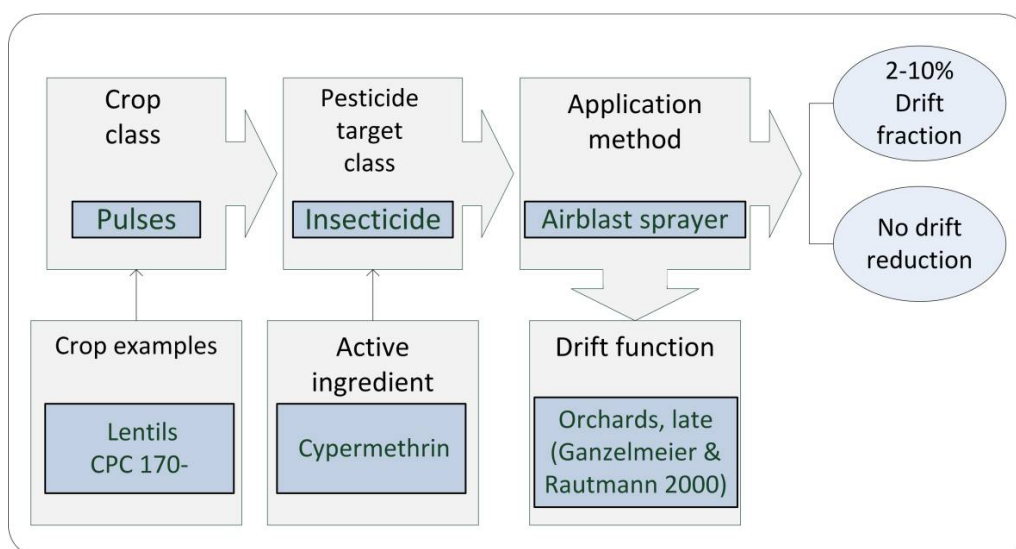 Crop
class
Pulses
Pesticide
target
class
Insecticide
Application
method
Airblast sprayer
2-10%
Drift
fraction
No drift
reduction
Crop examples
Lentils
CPC 170-
Active
ingredient
Cypermethrin
Drift function
Orchards, late
(Ganzelmeier &
Rautmann 2000)